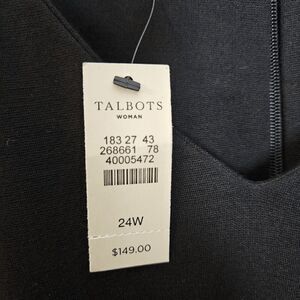 TALBOTS
WOMAN
183 27 43
268661 78
40005472
24W
$149.00